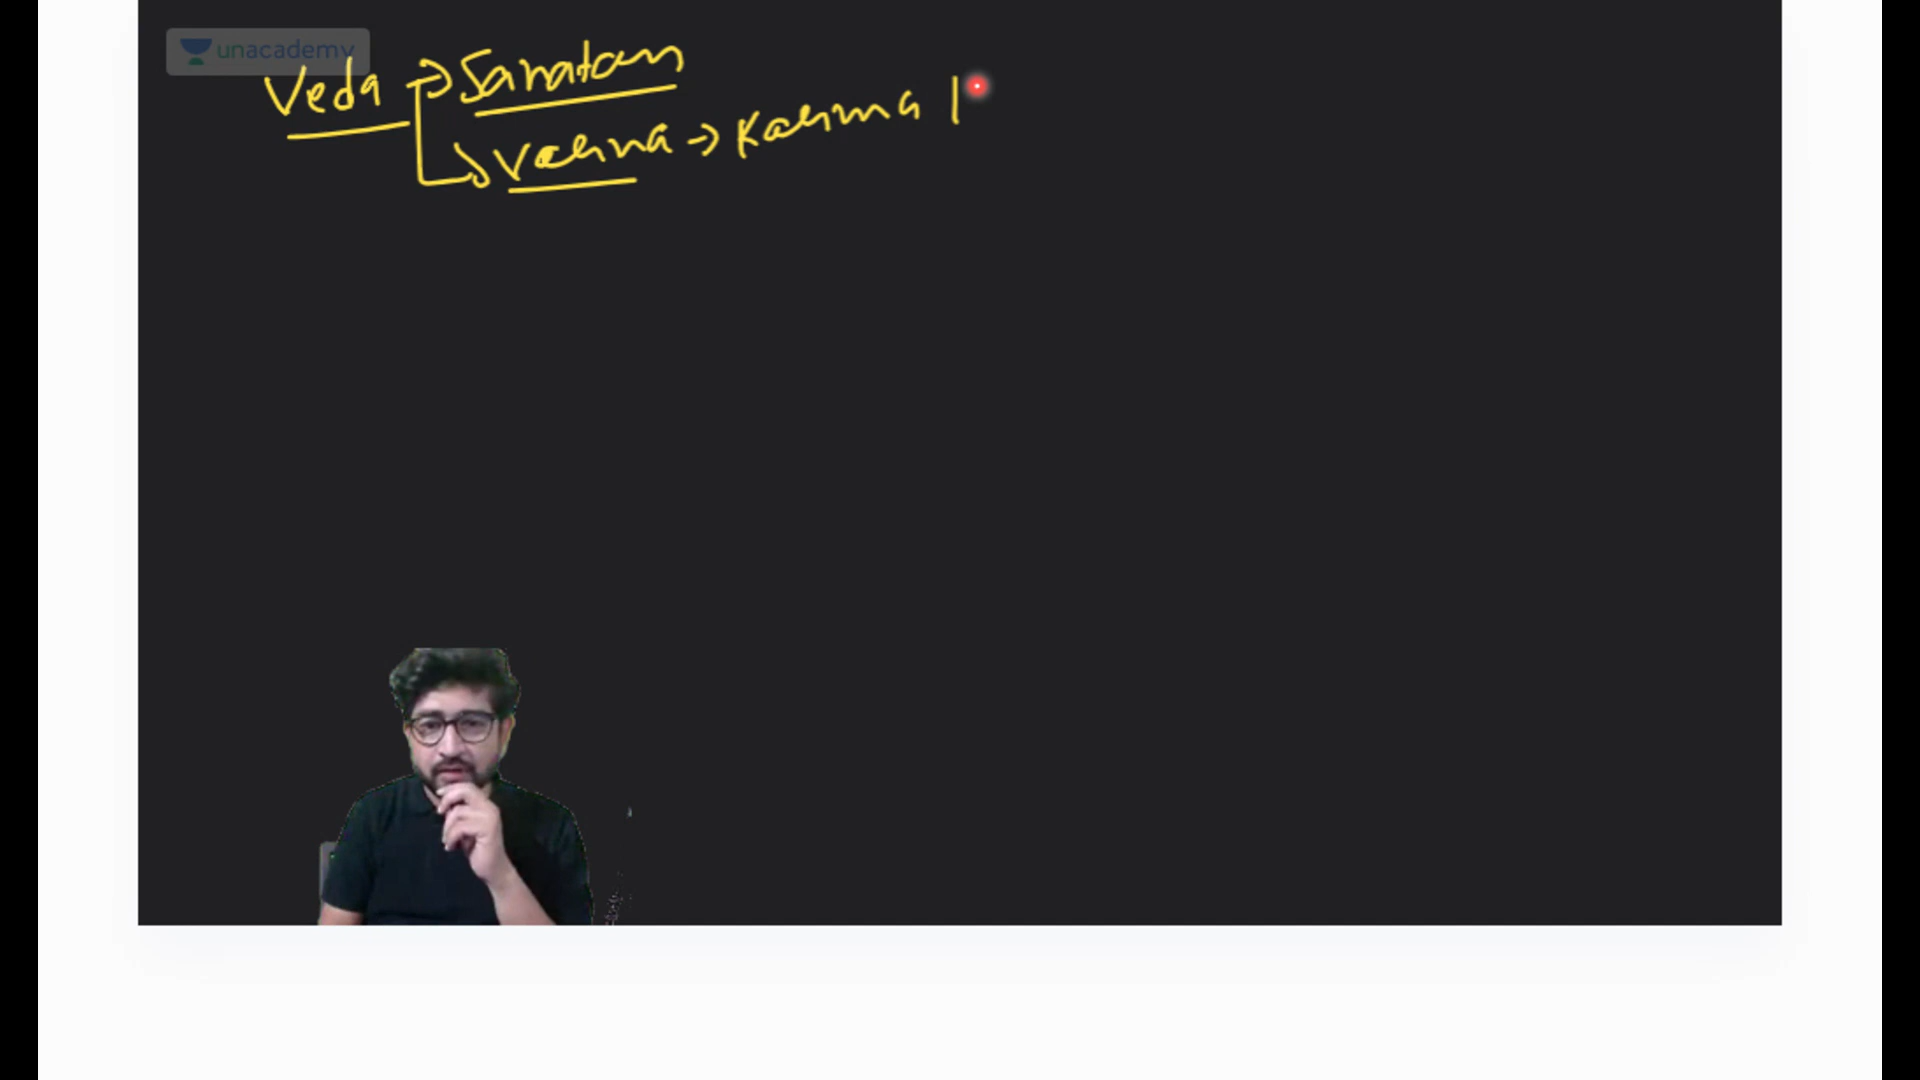 unacademy
Veda → Sanatan
→ Varna → Karma |